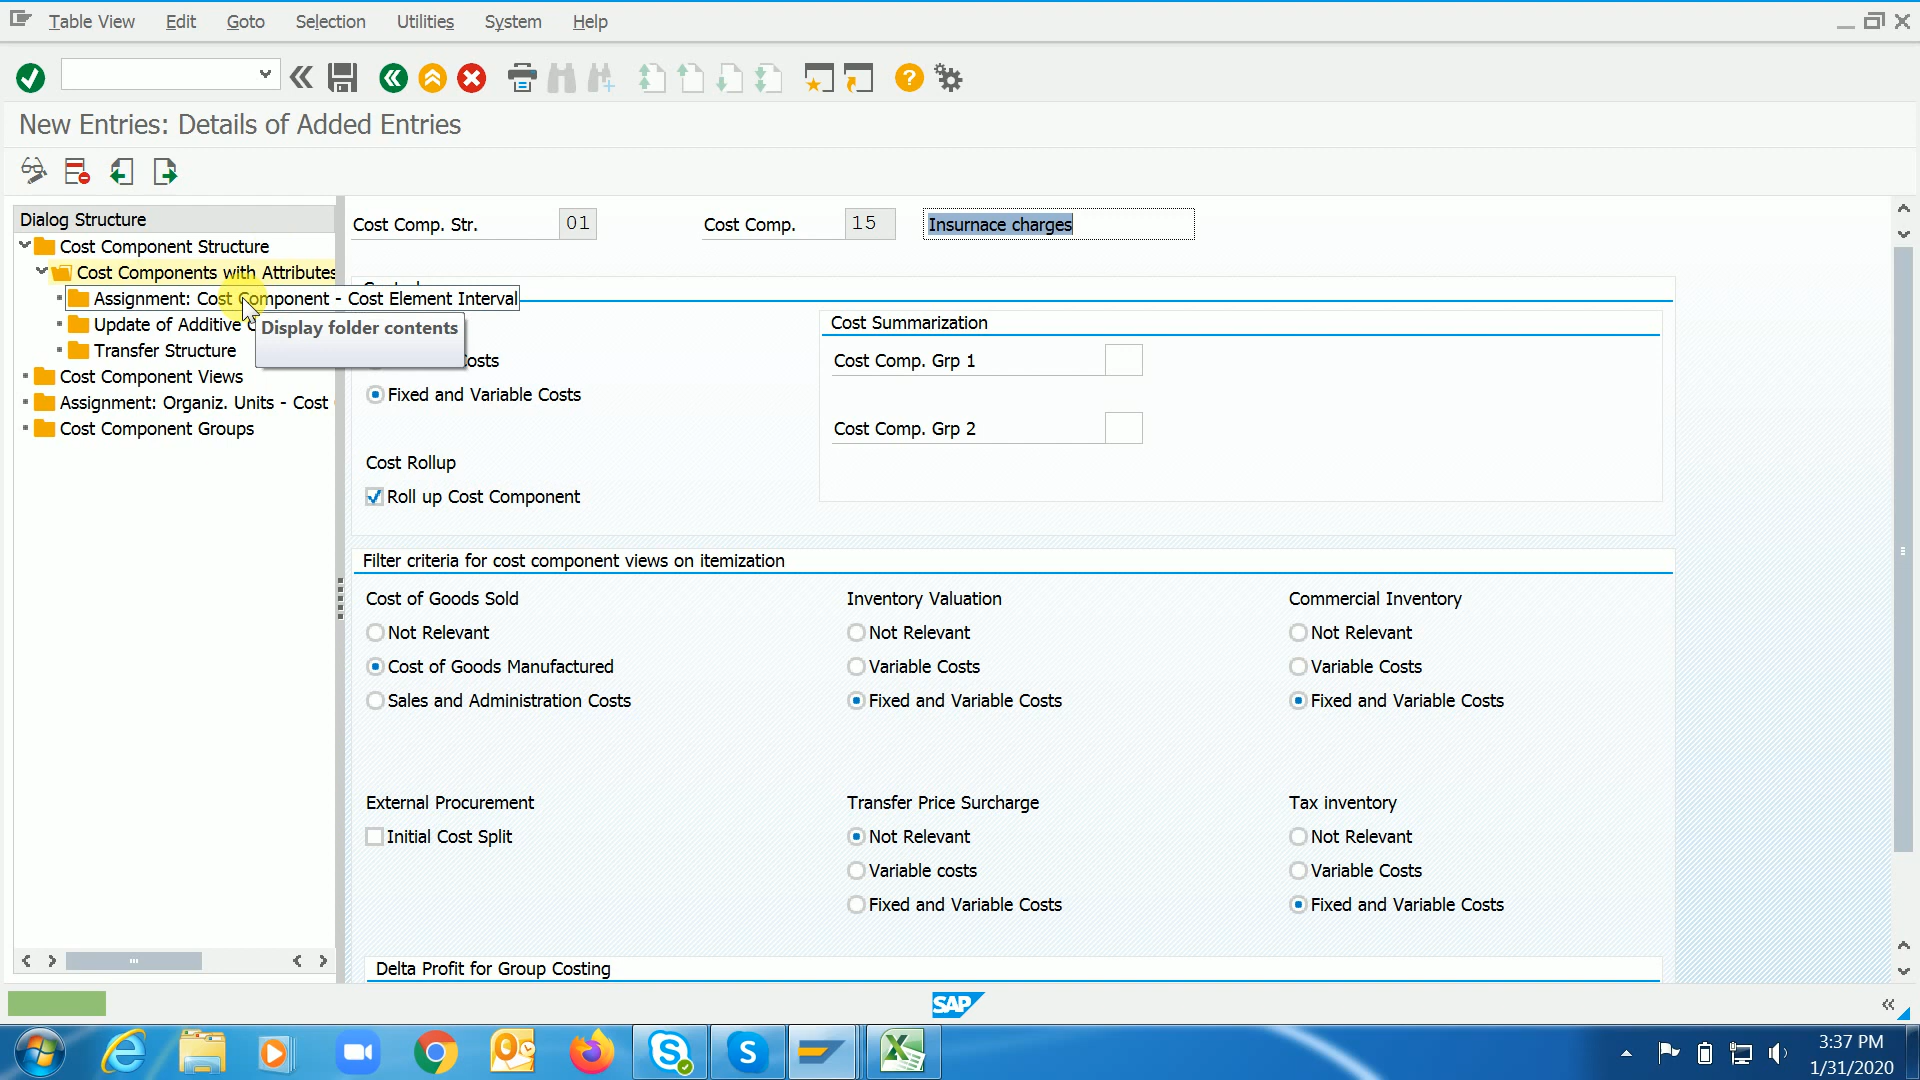 Table View Edit Goto Selection Utilities System Help
New Entries: Details of Added Entries
Dialog Structure
Cost Component Structure
Cost Components with Attributes
Assignment: Cost Component - Cost Element Interval
Update of Additive
Transfer Structure
Display folder contents
Cost Component Views
Assignment: Organiz. Units - Cost
Cost Component Groups
Cost Comp. Str. 01 Cost Comp. 15 Insurnace charges
Costs
Fixed and Variable Costs
Cost Rollup
Roll up Cost Component
Cost Summarization
Cost Comp. Grp 1
Cost Comp. Grp 2
Filter criteria for cost component views on itemization
Cost of Goods Sold
Not Relevant
Cost of Goods Manufactured
Sales and Administration Costs
Inventory Valuation
Not Relevant
Variable Costs
Fixed and Variable Costs
Commercial Inventory
Not Relevant
Variable Costs
Fixed and Variable Costs
External Procurement
Initial Cost Split
Transfer Price Surcharge
Not Relevant
Variable costs
Fixed and Variable Costs
Tax inventory
Not Relevant
Variable Costs
Fixed and Variable Costs
Delta Profit for Group Costing
SAP
3:37 PM
1/31/2020